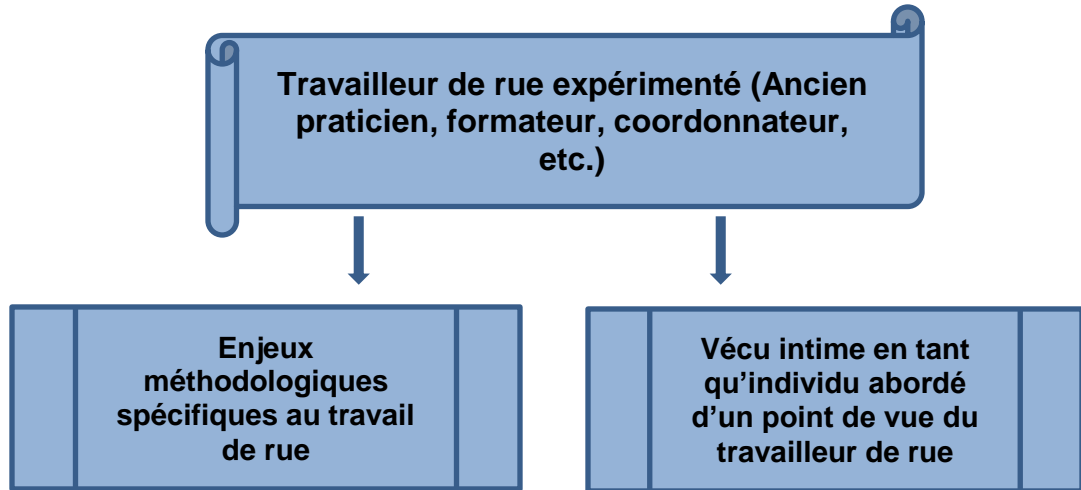 Travailleur de rue expérimenté (Ancien
praticien, formateur, coordonnateur,
etc.)
Enjeux
méthodologiques
spécifiques au travail
de rue
Vécu intime en tant
qu’individu abordé
d’un point de vue du
travailleur de rue